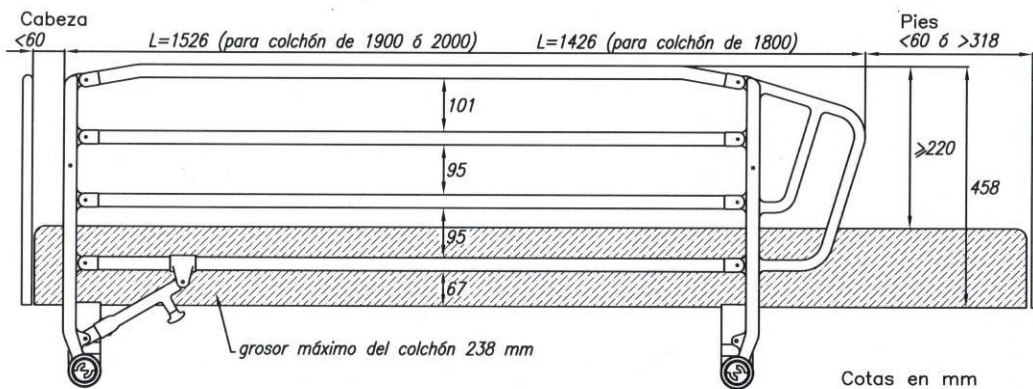 Cabeza
<60
L=1526 (para colchón de 1900 ó 2000)
L=1426 (para colchón de 1800)
Pies
<60 ó >318
101
95
95
67
≥220
458
grosor máximo del colchón 238 mm
Cotas en mm